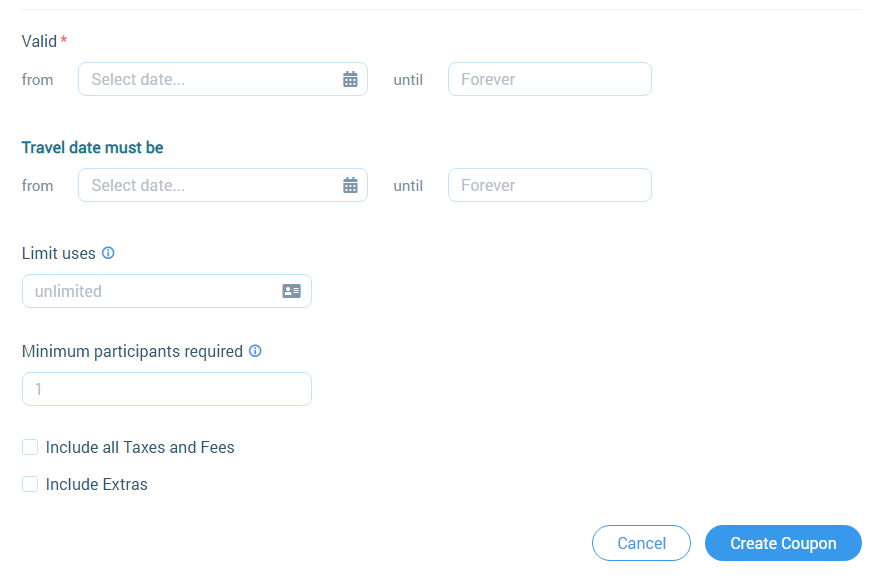 Valid *
from Select date... until Forever
Travel date must be
from Select date... until Forever
Limit uses
unlimited
Minimum participants required
1
Include all Taxes and Fees
Include Extras
Cancel Create Coupon